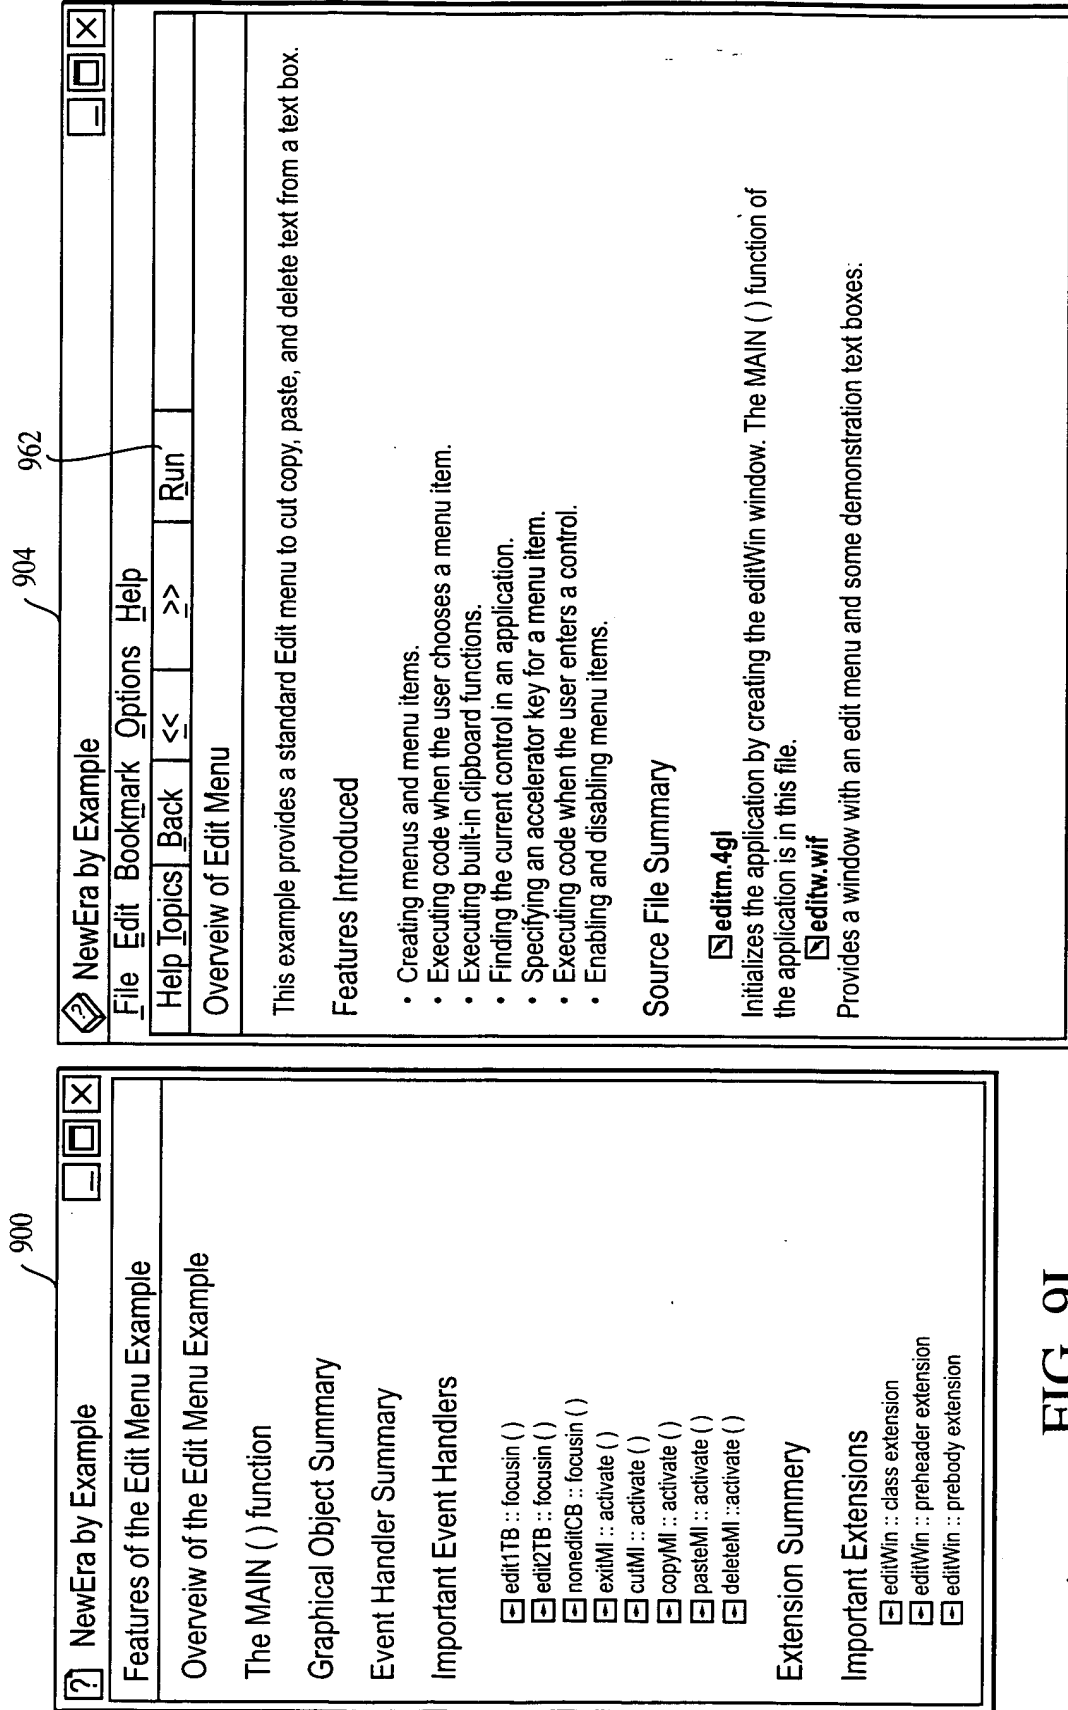 900
? NewEra by Example
Features of the Edit Menu Example
Overveiw of the Edit Menu Example
The MAIN ( ) function
Graphical Object Summary
Event Handler Summary
Important Event Handlers
edit1TB :: focusin ( )
edit2TB :: focusin ( )
noneditCB :: focusin ( )
exitMI :: activate ( )
cutMI :: activate ( )
copyMI :: activate ( )
pasteMI :: activate ( )
deleteMI ::activate ( )
Extension Summery
Important Extensions
editWin :: class extension
editWin :: preheader extension
editWin :: prebody extension
904
962
? NewEra by Example
File Edit Bookmark Options Help
Help Topics Back << >> Run
Overveiw of Edit Menu
This example provides a standard Edit menu to cut copy, paste, and delete text from a text box.
Features Introduced
• Creating menus and menu items.
• Executing code when the user chooses a menu item.
• Executing built-in clipboard functions.
• Finding the current control in an application.
• Specifying an accelerator key for a menu item.
• Executing code when the user enters a control.
• Enabling and disabling menu items.
Source File Summary
editm.4gl
Initializes the application by creating the editWin window. The MAIN ( ) function of
the application is in this file.
editw.wif
Provides a window with an edit menu and some demonstration text boxes.
FIG.